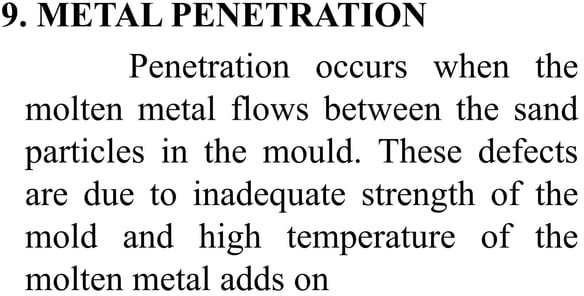 9. METAL PENETRATION
Penetration occurs when the
molten metal flows between the sand
particles in the mould. These defects
are due to inadequate strength of the
mold and high temperature of the
molten metal adds on